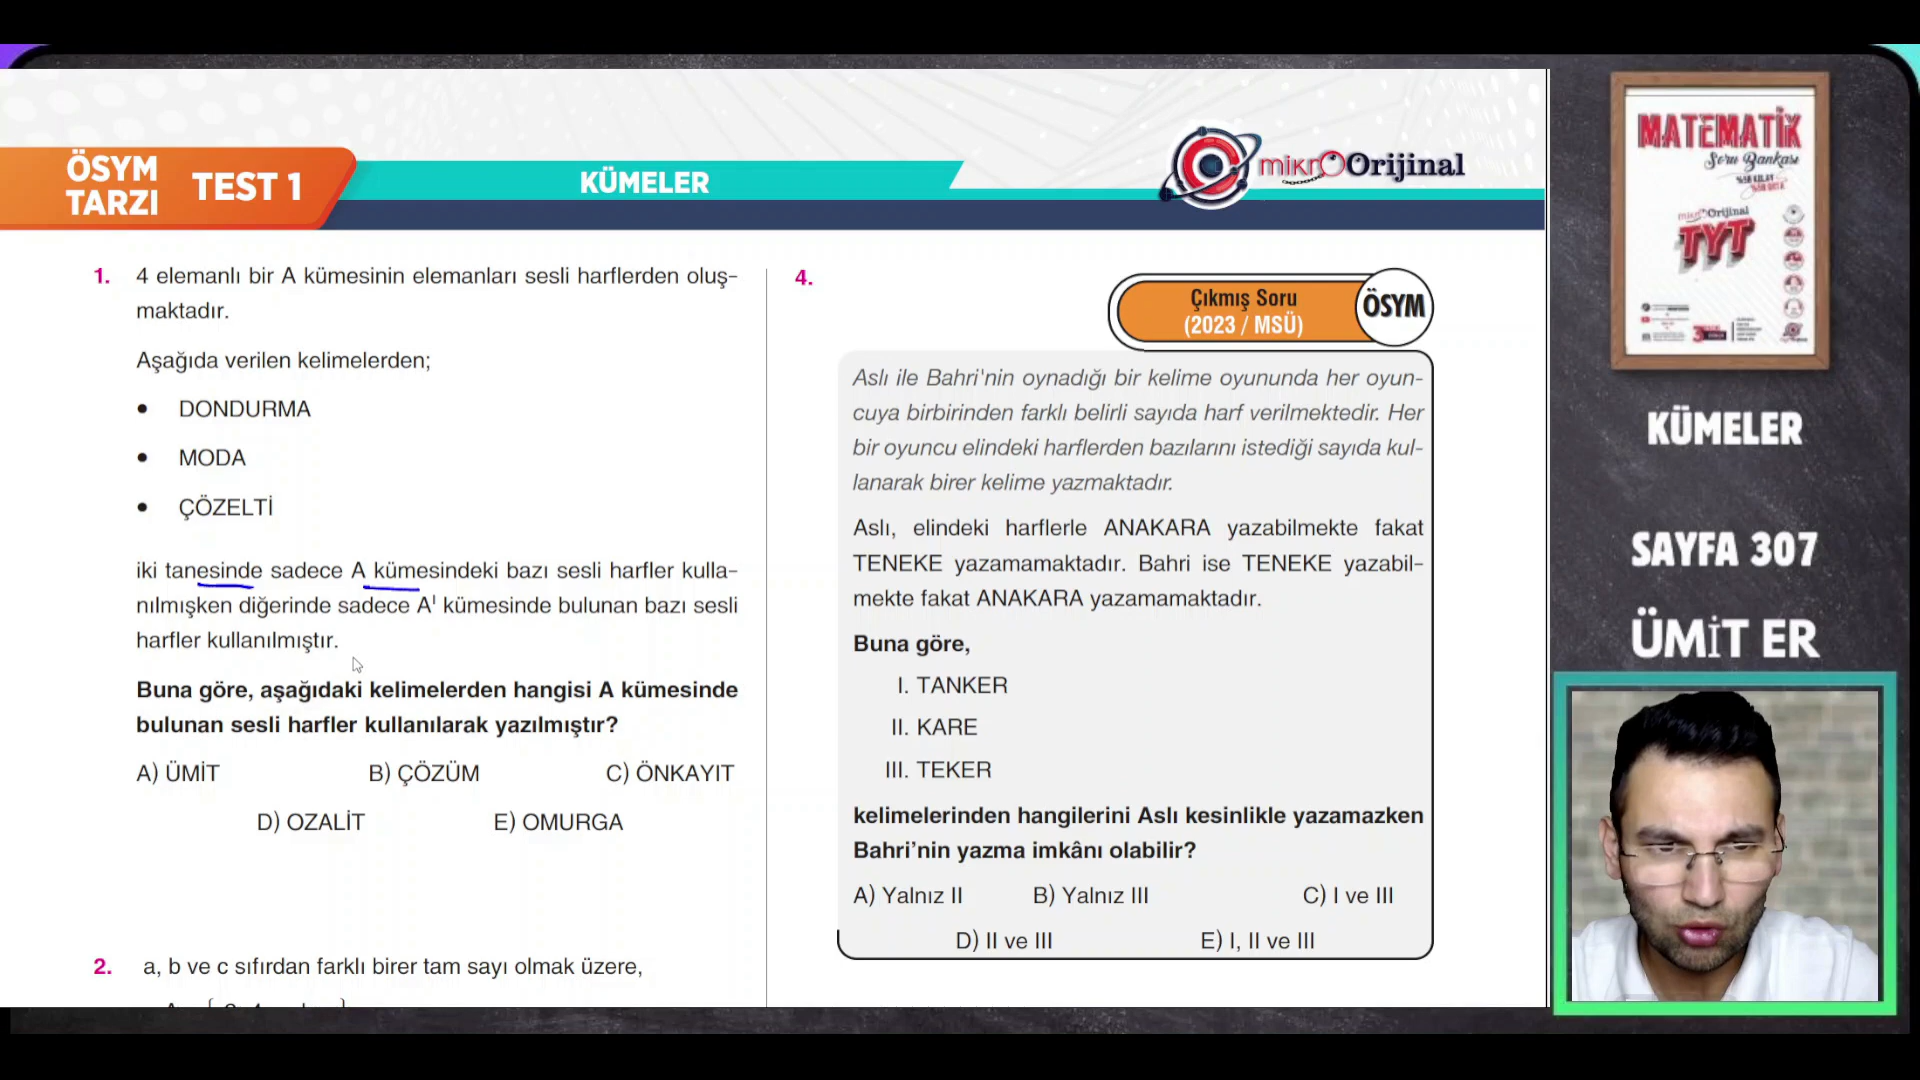 ÖSYM
TARZI
TEST 1
KÜMELER
mikrOOrijinal
1. 4 elemanlı bir A kümesinin elemanları sesli harflerden oluş-
maktadır.
Aşağıda verilen kelimelerden;
• DONDURMA
• MODA
• ÇÖZELTİ
iki tanesinde sadece A kümesindeki bazı sesli harfler kulla-
nılmışken diğerinde sadece Aᴵ kümesinde bulunan bazı sesli
harfler kullanılmıştır.
Buna göre, aşağıdaki kelimelerden hangisi A kümesinde
bulunan sesli harfler kullanılarak yazılmıştır?
A) ÜMİT B) ÇÖZÜM C) ÖNKAYIT
D) OZALİT E) OMURGA
2. a, b ve c sıfırdan farklı birer tam sayı olmak üzere,
4.
Çıkmış Soru
(2023 / MSÜ)
ÖSYM
Aslı ile Bahri'nin oynadığı bir kelime oyununda her oyun-
cuya birbirinden farklı belirli sayıda harf verilmektedir. Her
bir oyuncu elindeki harflerden bazılarını istediği sayıda kul-
lanarak birer kelime yazmaktadır.
Aslı, elindeki harflerle ANAKARA yazabilmekte fakat
TENEKE yazamamaktadır. Bahri ise TENEKE yazabil-
mekte fakat ANAKARA yazamamaktadır.
Buna göre,
I. TANKER
II. KARE
III. TEKER
kelimelerinden hangilerini Aslı kesinlikle yazamazken
Bahri’nin yazma imkânı olabilir?
A) Yalnız II B) Yalnız III C) I ve III
D) II ve III E) I, II ve III
MATEMATİK
Soru Bankası
mikrOOrijinal
TYT
KÜMELER
SAYFA 307
ÜMİT ER